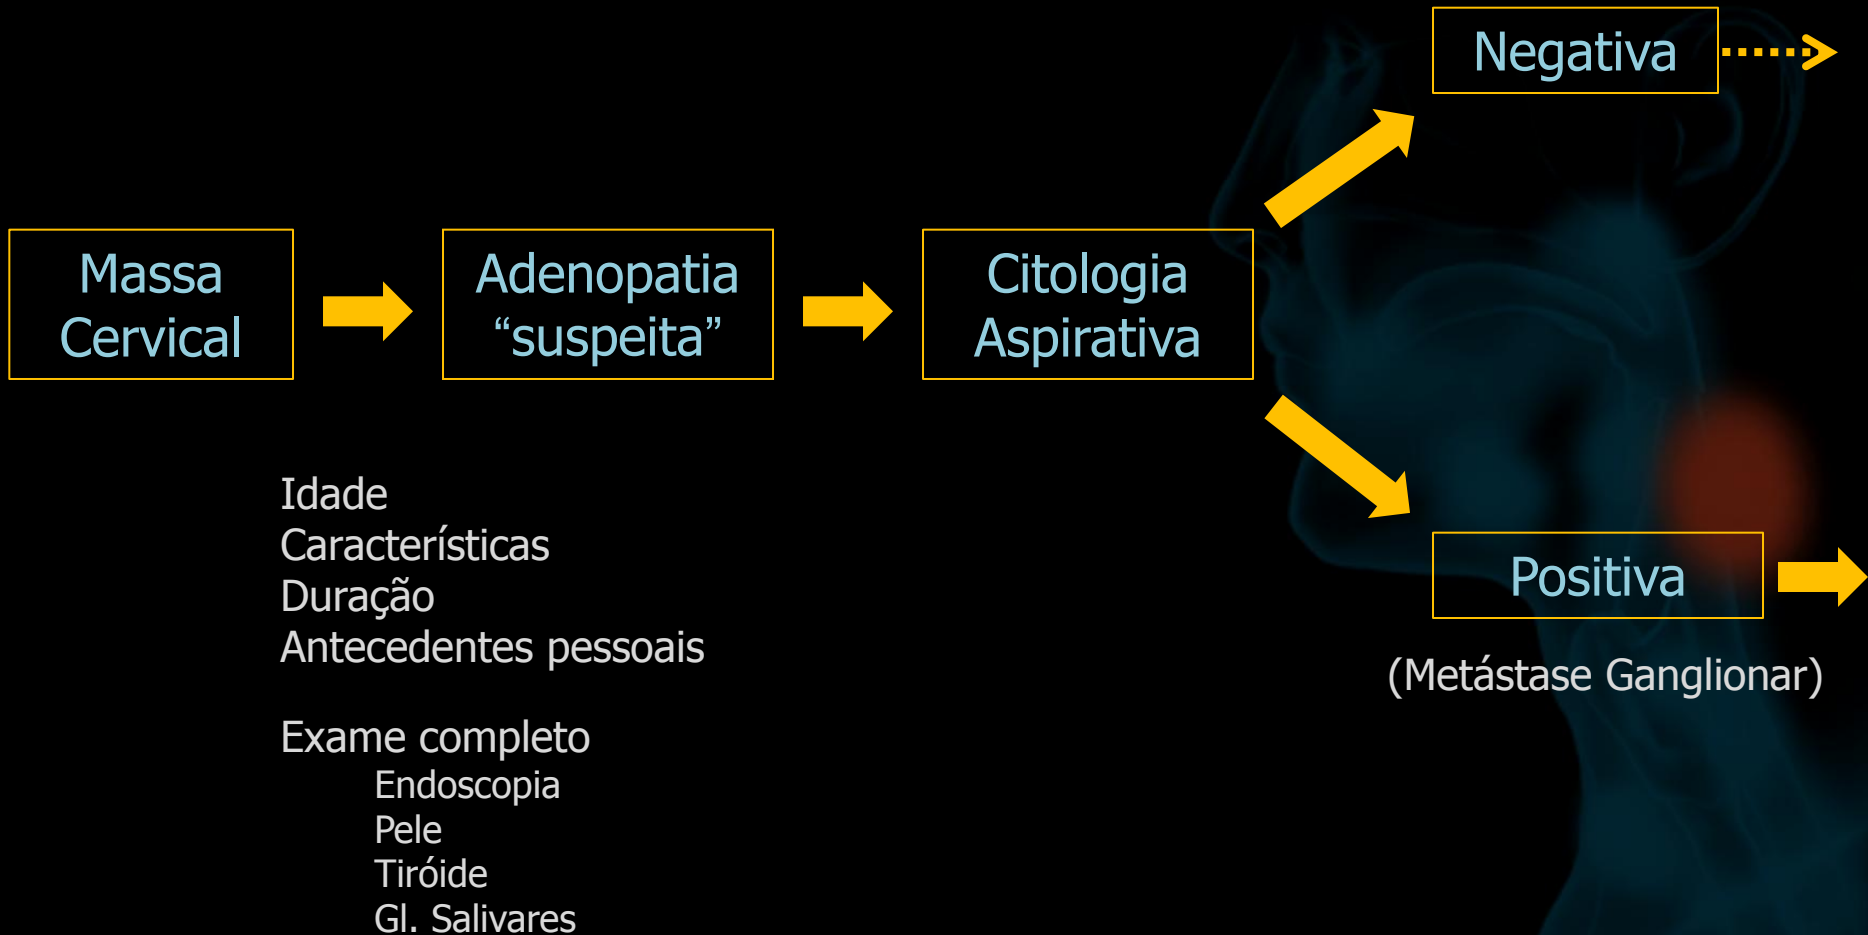 Massa
Cervical
Adenopatia
“suspeita”
Citologia
Aspirativa
Negativa
Positiva
(Metástase Ganglionar)
Idade
Características
Duração
Antecedentes pessoais
Exame completo
Endoscopia
Pele
Tiróide
Gl. Salivares